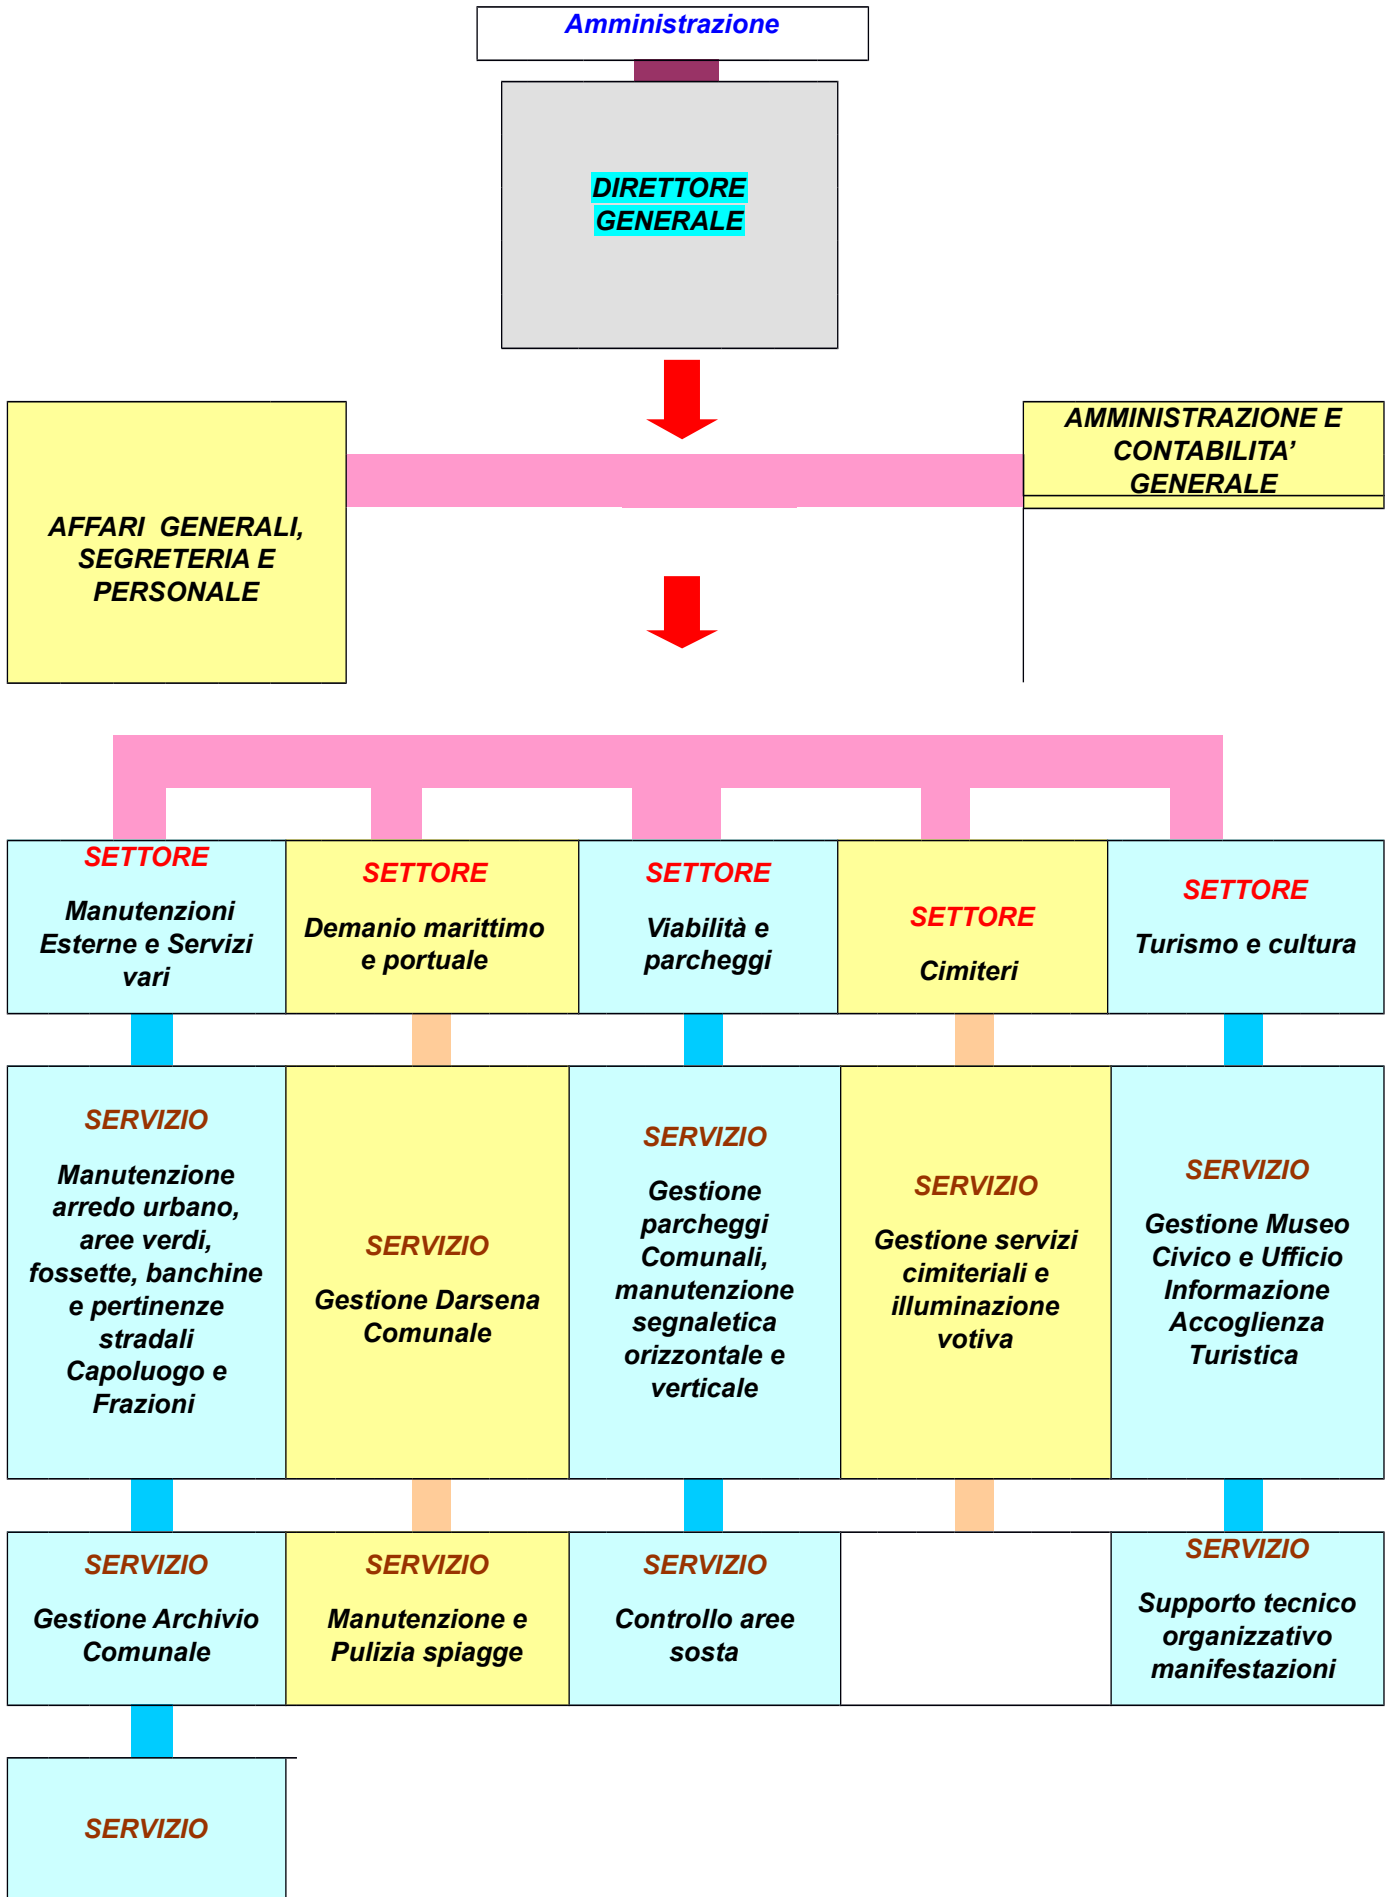 Amministrazione
DIRETTORE
GENERALE
AFFARI GENERALI,
SEGRETERIA E
PERSONALE
AMMINISTRAZIONE E
CONTABILITA’
GENERALE
SETTORE
Manutenzioni
Esterne e Servizi
vari
SETTORE
Demanio marittimo
e portuale
SETTORE
Viabilità e
parcheggi
SETTORE
Cimiteri
SETTORE
Turismo e cultura
SERVIZIO
Manutenzione
arredo urbano,
aree verdi,
fossette, banchine
e pertinenze
stradali
Capoluogo e
Frazioni
SERVIZIO
Gestione Darsena
Comunale
SERVIZIO
Gestione
parcheggi
Comunali,
manutenzione
segnaletica
orizzontale e
verticale
SERVIZIO
Gestione servizi
cimiteriali e
illuminazione
votiva
SERVIZIO
Gestione Museo
Civico e Ufficio
Informazione
Accoglienza
Turistica
SERVIZIO
Gestione Archivio
Comunale
SERVIZIO
Manutenzione e
Pulizia spiagge
SERVIZIO
Controllo aree
sosta
SERVIZIO
Supporto tecnico
organizzativo
manifestazioni
SERVIZIO